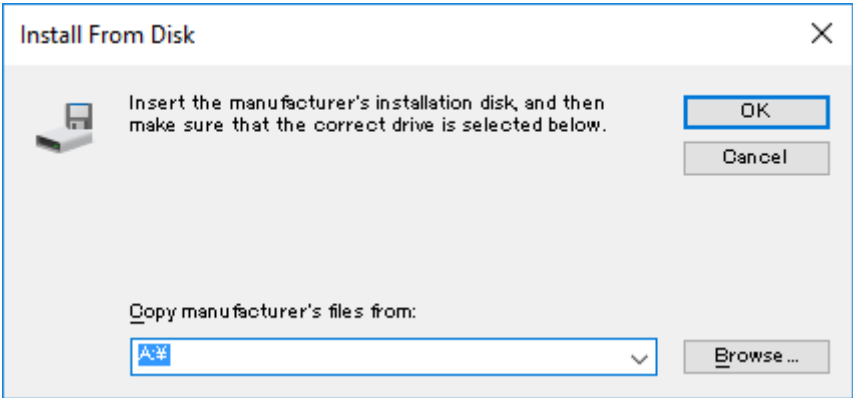 Install From Disk
Insert the manufacturer's installation disk, and then
make sure that the correct drive is selected below.
OK
Cancel
Copy manufacturer's files from:
A:¥
Browse...